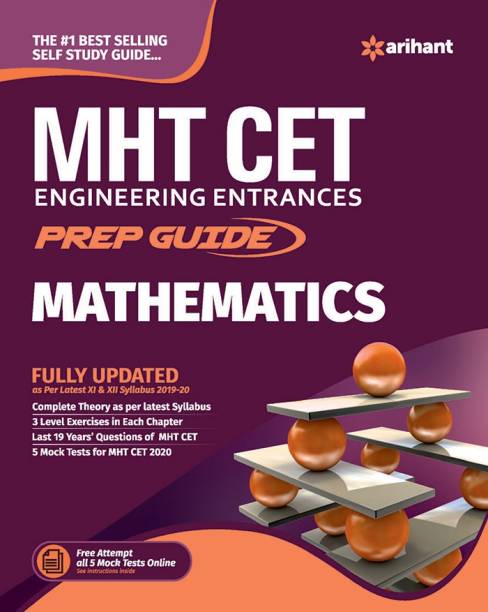 THE #1 BEST SELLING
SELF STUDY GUIDE...
arihant
MHT CET
ENGINEERING ENTRANCES
PREP GUIDE
MATHEMATICS
FULLY UPDATED
as Per Latest XI & XII Syllabus 2019-20
Complete Theory as per latest Syllabus
3 Level Exercises in Each Chapter
Last 19 Years' Questions of MHT CET
5 Mock Tests for MHT CET 2020
Free Attempt
all 5 Mock Tests Online
See instructions inside